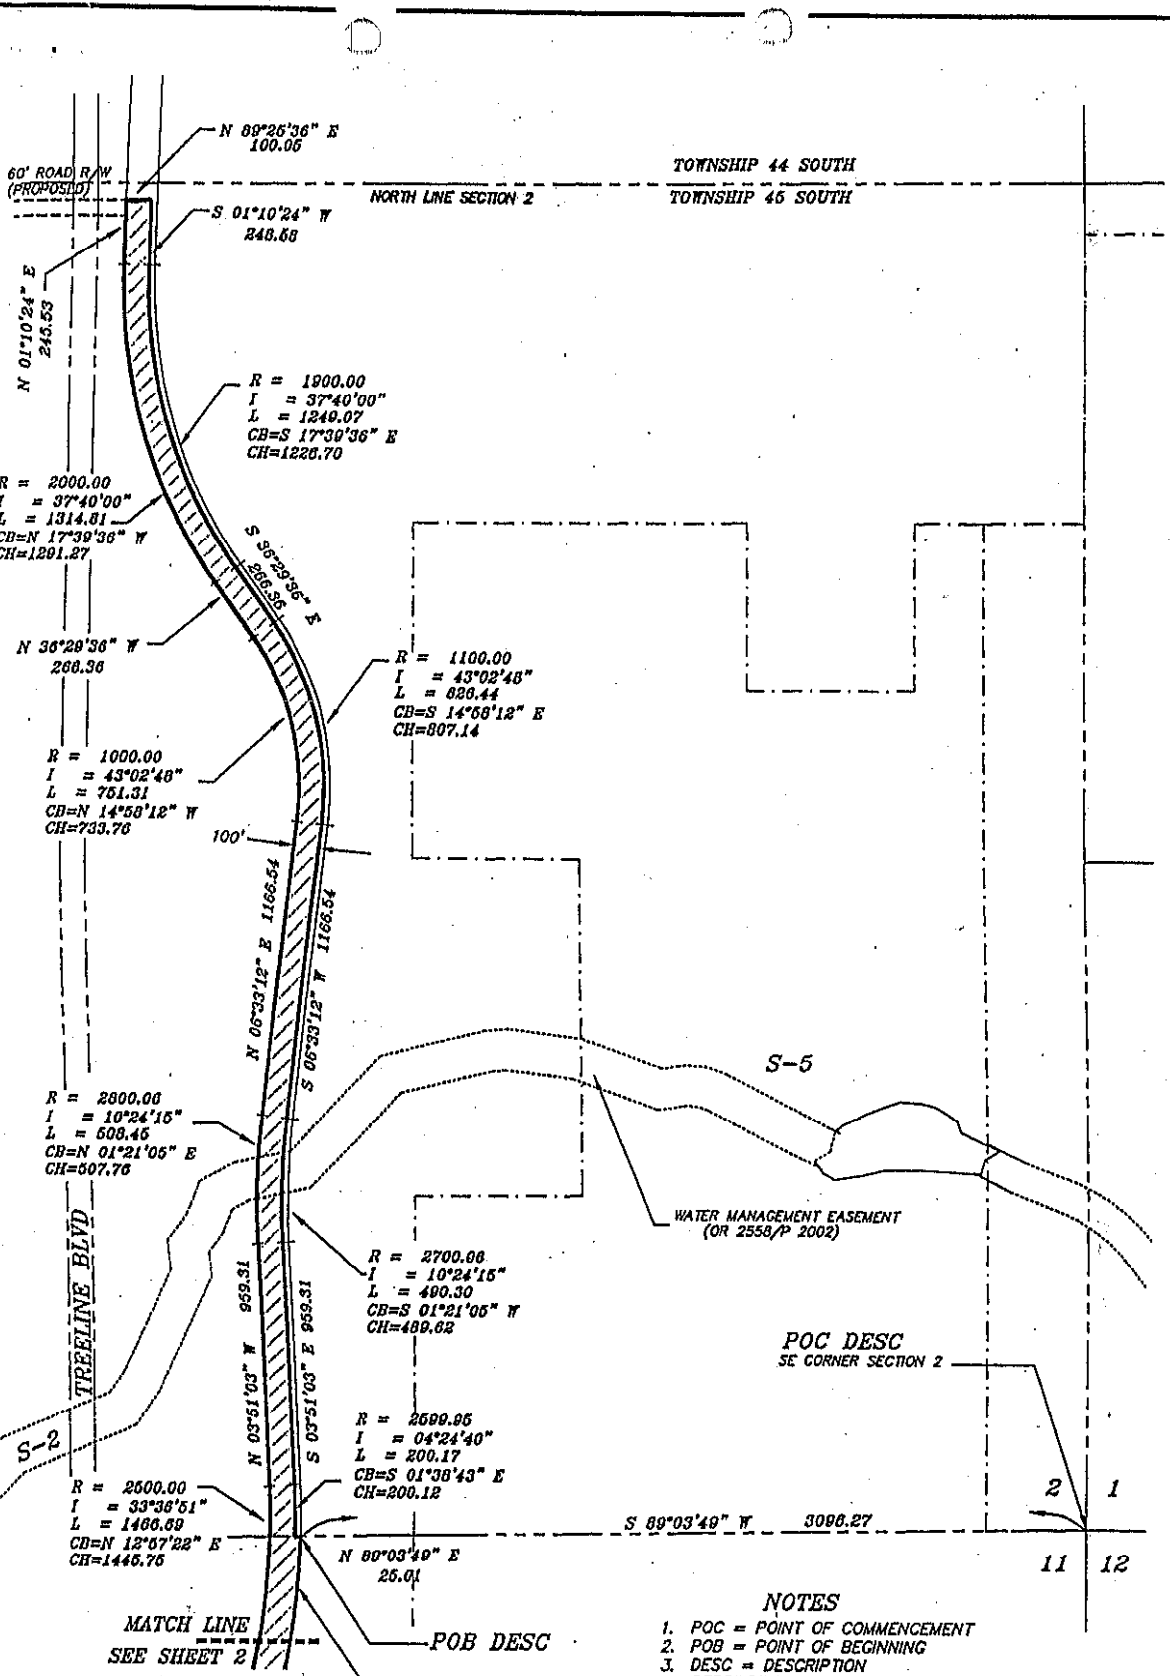 N 89°25'36" E
100.05
60' ROAD R/W
(PROPOSED)
TOWNSHIP 44 SOUTH
NORTH LINE SECTION 2
TOWNSHIP 45 SOUTH
S 01°10'24" W
248.58
N 01°10'24" E
245.53
R = 1900.00
I = 37°40'00"
L = 1249.07
CB=S 17°39'36" E
CH=1226.70
R = 2000.00
I = 37°40'00"
L = 1314.81
CB=N 17°39'36" W
CH=1291.27
S 36°29'36" E
266.36
N 36°29'36" W
266.36
R = 1100.00
I = 43°02'48"
L = 826.44
CB=S 14°58'12" E
CH=807.14
R = 1000.00
I = 43°02'48"
L = 751.31
CB=N 14°58'12" W
CH=733.76
100'
N 06°33'12" E 1166.54
S 06°33'12" W 1166.54
S-5
R = 2800.06
I = 10°24'15"
L = 508.45
CB=N 01°21'05" E
CH=507.76
WATER MANAGEMENT EASEMENT
(OR 2558/P 2002)
TREELINE BLVD
R = 2700.06
I = 10°24'15"
L = 490.30
CB=S 01°21'05" W
CH=489.62
N 03°51'03" W 959.31
S 03°51'03" E 959.31
POC DESC
SE CORNER SECTION 2
S-2
R = 2599.95
I = 04°24'40"
L = 200.17
CB=S 01°38'43" E
CH=200.12
R = 2500.00
I = 33°36'51"
L = 1466.69
CB=N 12°57'22" E
CH=1445.75
2 1
S 89°03'49" W 3096.27
N 89°03'49" E
25.01
11 12
MATCH LINE
SEE SHEET 2
POB DESC
NOTES
1. POC = POINT OF COMMENCEMENT
2. POB = POINT OF BEGINNING
3. DESC = DESCRIPTION